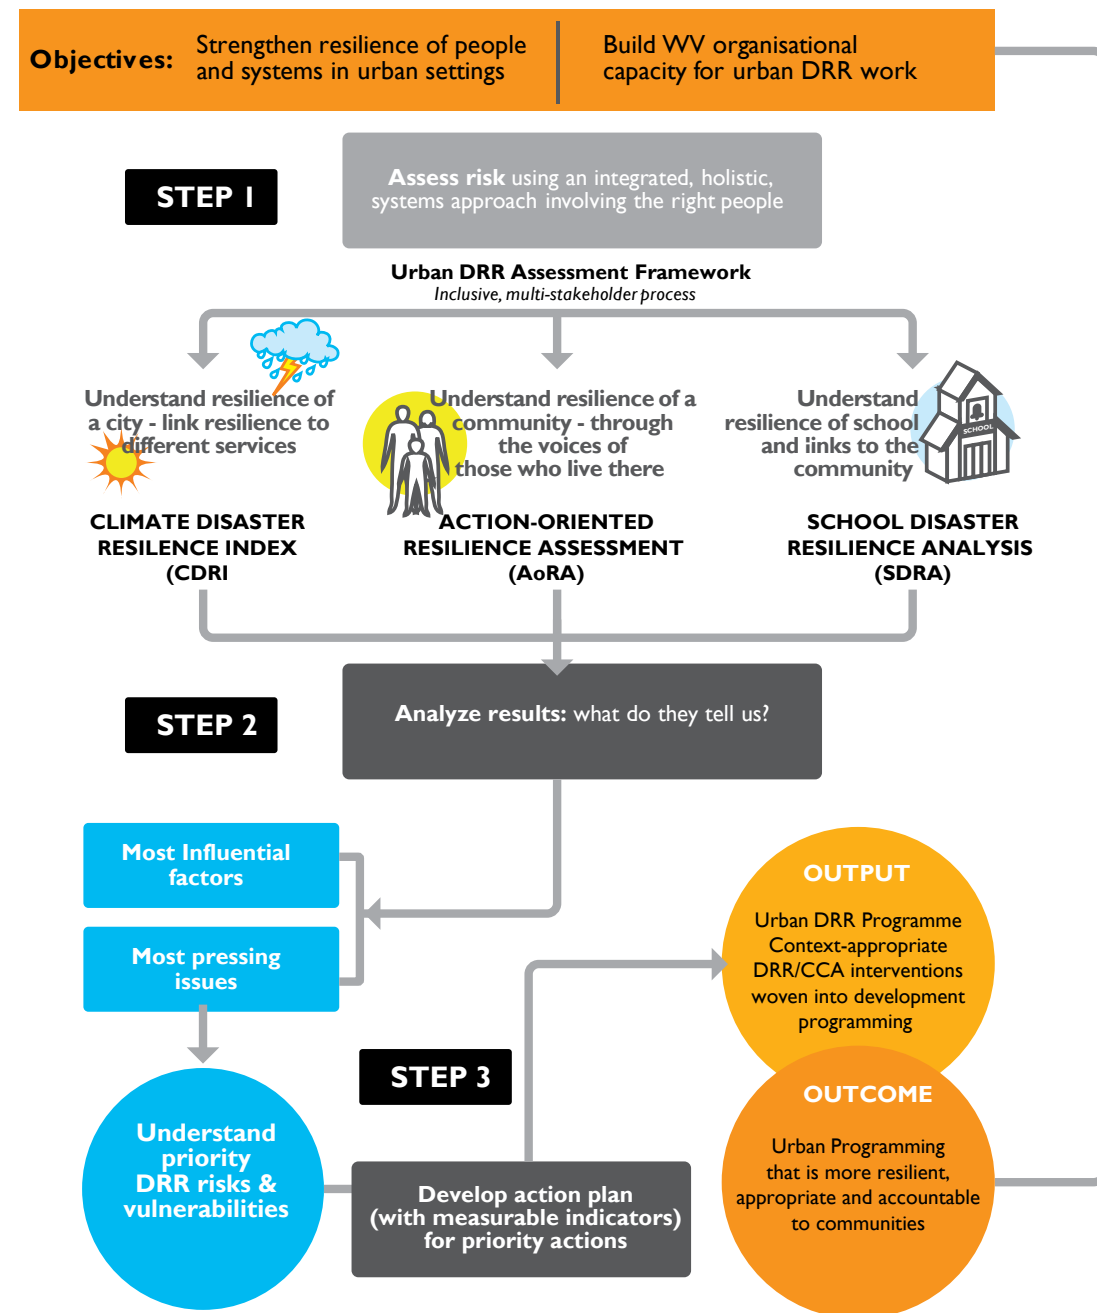 Objectives:
Strengthen resilience of people
and systems in urban settings
Build WV organisational
capacity for urban DRR work
STEP 1
Assess risk using an integrated, holistic,
systems approach involving the right people
Urban DRR Assessment Framework
Inclusive, multi-stakeholder process
Understand resilience of
a city - link resilience to
different services
CLIMATE DISASTER
RESILENCE INDEX
(CDRI
Understand resilience of a
community - through
the voices of
those who live there
ACTION-ORIENTED
RESILIENCE ASSESSMENT
(AoRA)
Understand
resilience of school
and links to the
community
SCHOOL
SCHOOL DISASTER
RESILIENCE ANALYSIS
(SDRA)
STEP 2
Analyze results: what do they tell us?
Most Influential
factors
Most pressing
issues
Understand
priority
DRR risks &
vulnerabilities
STEP 3
Develop action plan
(with measurable indicators)
for priority actions
OUTPUT
Urban DRR Programme
Context-appropriate
DRR/CCA interventions
woven into development
programming
OUTCOME
Urban Programming
that is more resilient,
appropriate and accountable
to communities